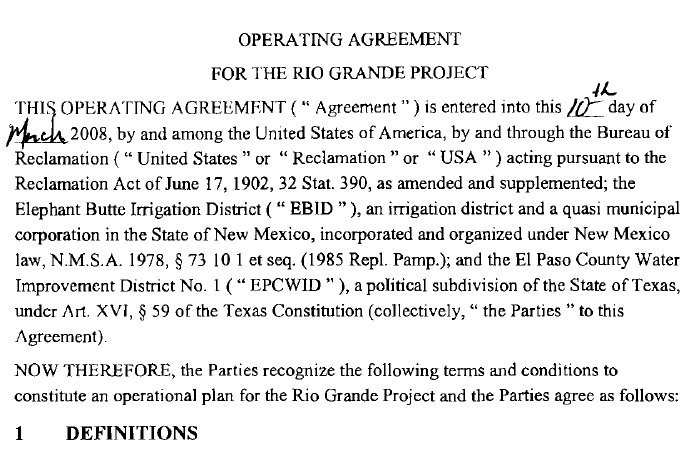 OPERATING AGREEMENT
FOR THE RIO GRANDE PROJECT
THIS OPERATING AGREEMENT ( “ Agreement ” ) is entered into this 10th day of
March 2008, by and among the United States of America, by and through the Bureau of
Reclamation ( “ United States ” or “ Reclamation ” or “ USA ” ) acting pursuant to the
Reclamation Act of June 17, 1902, 32 Stat. 390, as amended and supplemented; the
Elephant Butte Irrigation District ( “ EBID ” ), an irrigation district and a quasi municipal
corporation in the State of New Mexico, incorporated and organized under New Mexico
law, N.M.S.A. 1978, § 73 10 1 et seq. (1985 Repl. Pamp.); and the El Paso County Water
Improvement District No. 1 ( “ EPCWID ” ), a political subdivision of the State of Texas,
under Art. XVI, § 59 of the Texas Constitution (collectively, “ the Parties ” to this
Agreement).
NOW THEREFORE, the Parties recognize the following terms and conditions to
constitute an operational plan for the Rio Grande Project and the Parties agree as follows:
1 DEFINITIONS